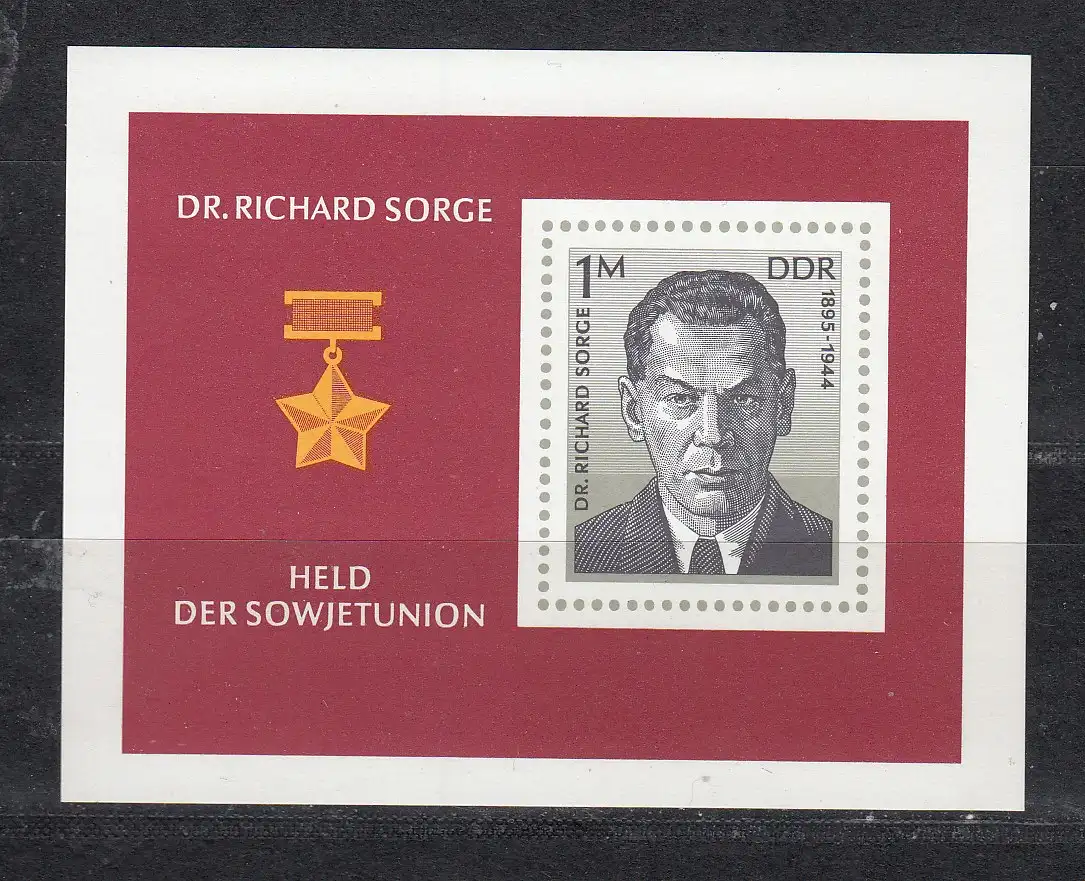 DR. RICHARD SORGE
HELD
DER SOWJETUNION
1M
DDR
DR. RICHARD SORGE
1895-1944